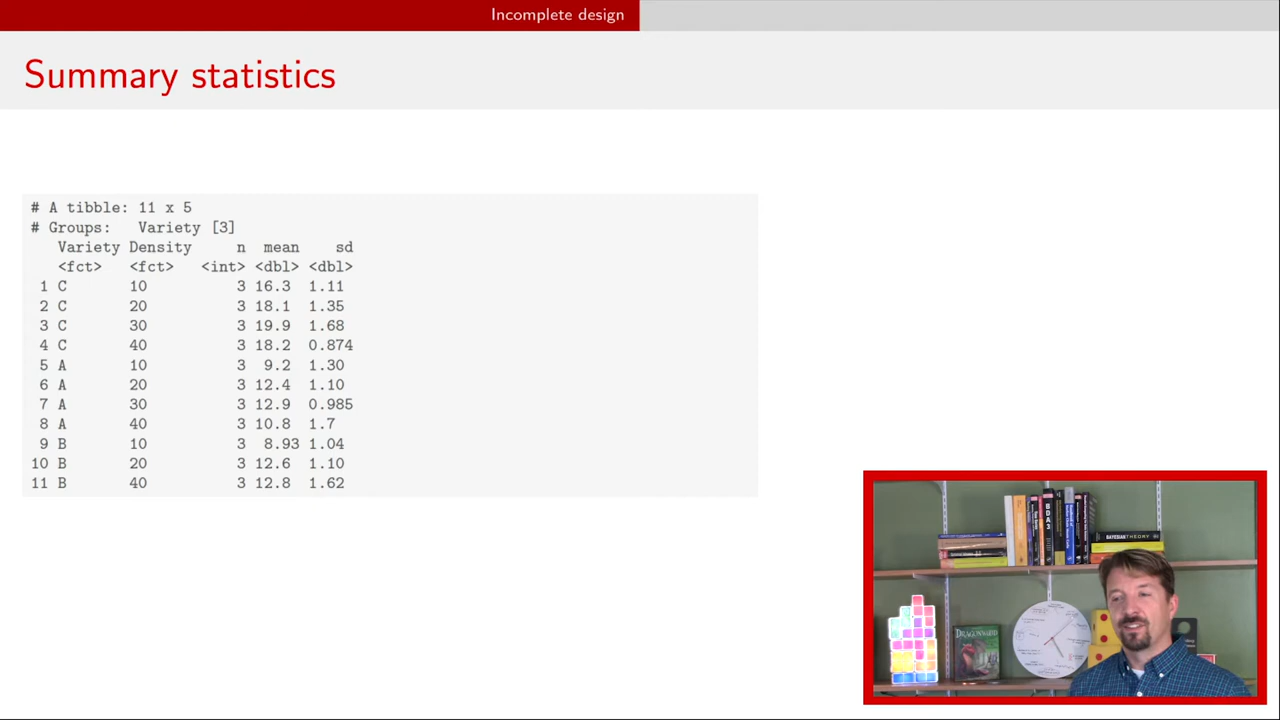 Incomplete design
Summary statistics
# A tibble: 11 x 5
# Groups:   Variety [3]
   Variety Density     n  mean    sd
   <fct>   <fct>   <int> <dbl> <dbl>
 1 C       10          3 16.3  1.11
 2 C       20          3 18.1  1.35
 3 C       30          3 19.9  1.68
 4 C       40          3 18.2  0.874
 5 A       10          3  9.2  1.30
 6 A       20          3 12.4  1.10
 7 A       30          3 12.9  0.985
 8 A       40          3 10.8  1.7
 9 B       10          3  8.93 1.04
10 B       20          3 12.6  1.10
11 B       40          3 12.8  1.62
BDA3
BAYESIAN THEORY
DRAGONWARD